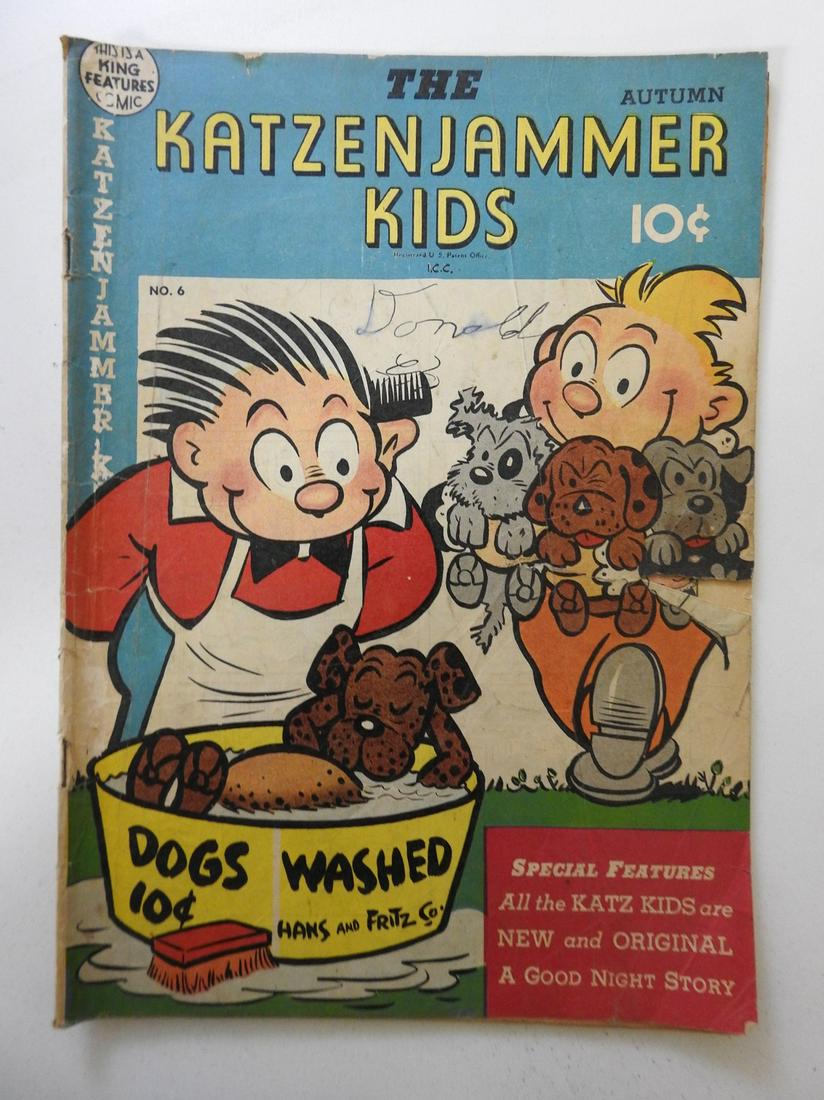 THIS IS A
KING
FEATURES
COMIC
THE
AUTUMN
KATZENJAMMER
KIDS
10¢
Registered U. S. Patent Office
I.C.C.
KATZENJAMMER K
NO. 6
Donald
DOGS WASHED
10¢
HANS AND FRITZ Co.
SPECIAL FEATURES
All the KATZ KIDS are
NEW and ORIGINAL
A GOOD NIGHT STORY